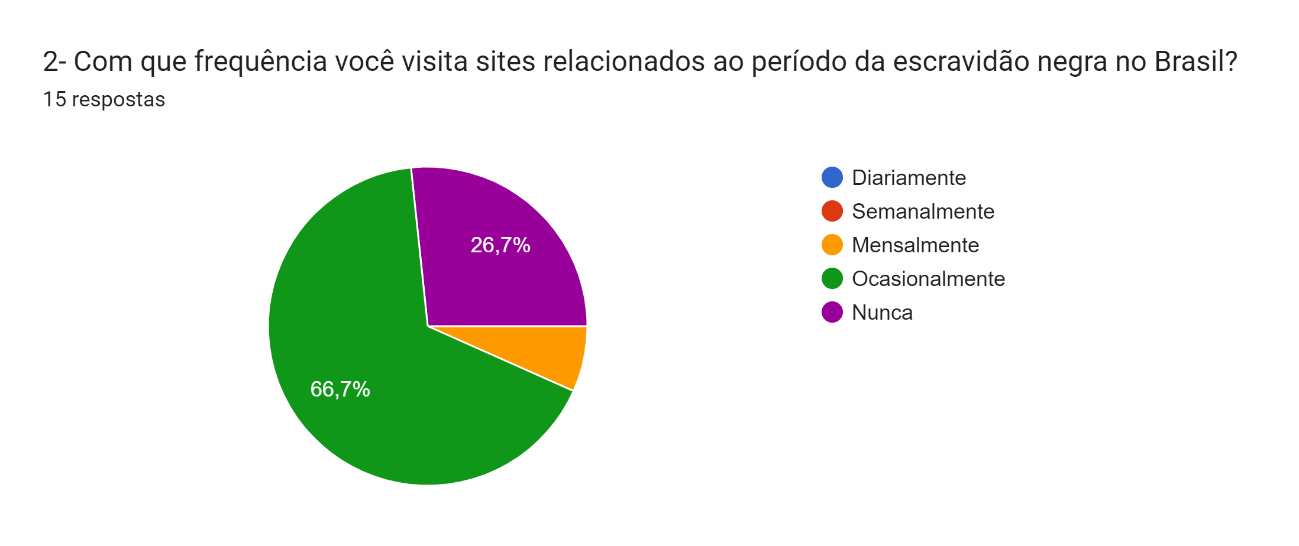 2- Com que frequência você visita sites relacionados ao período da escravidão negra no Brasil?
15 respostas
Diariamente
Semanalmente
Mensalmente
Ocasionalmente
Nunca
26,7%
66,7%